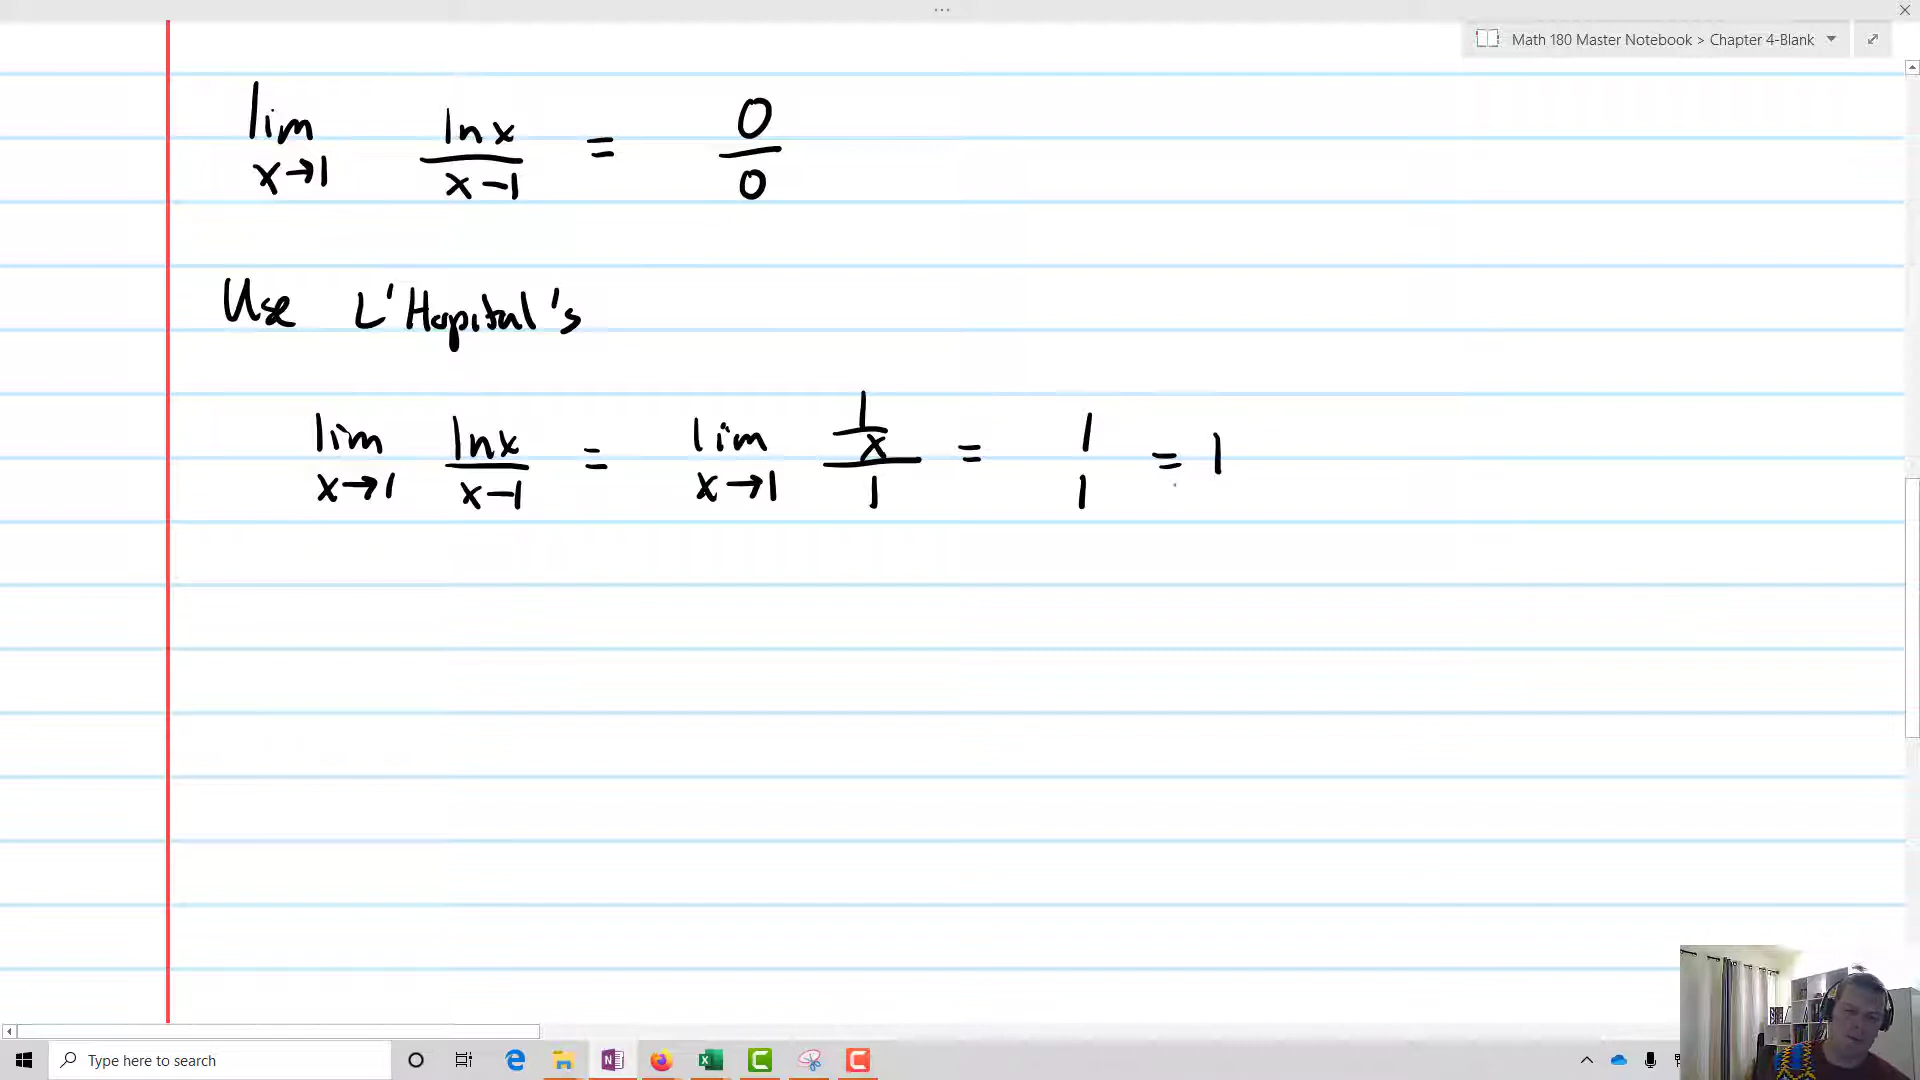 Math 180 Master Notebook > Chapter 4-Blank
lim x→1 ln x / x-1 = 0/0
Use L'Hopital's
lim x→1 ln x / x-1 = lim x→1 1/x / 1 = 1 1 = 1
Type here to search